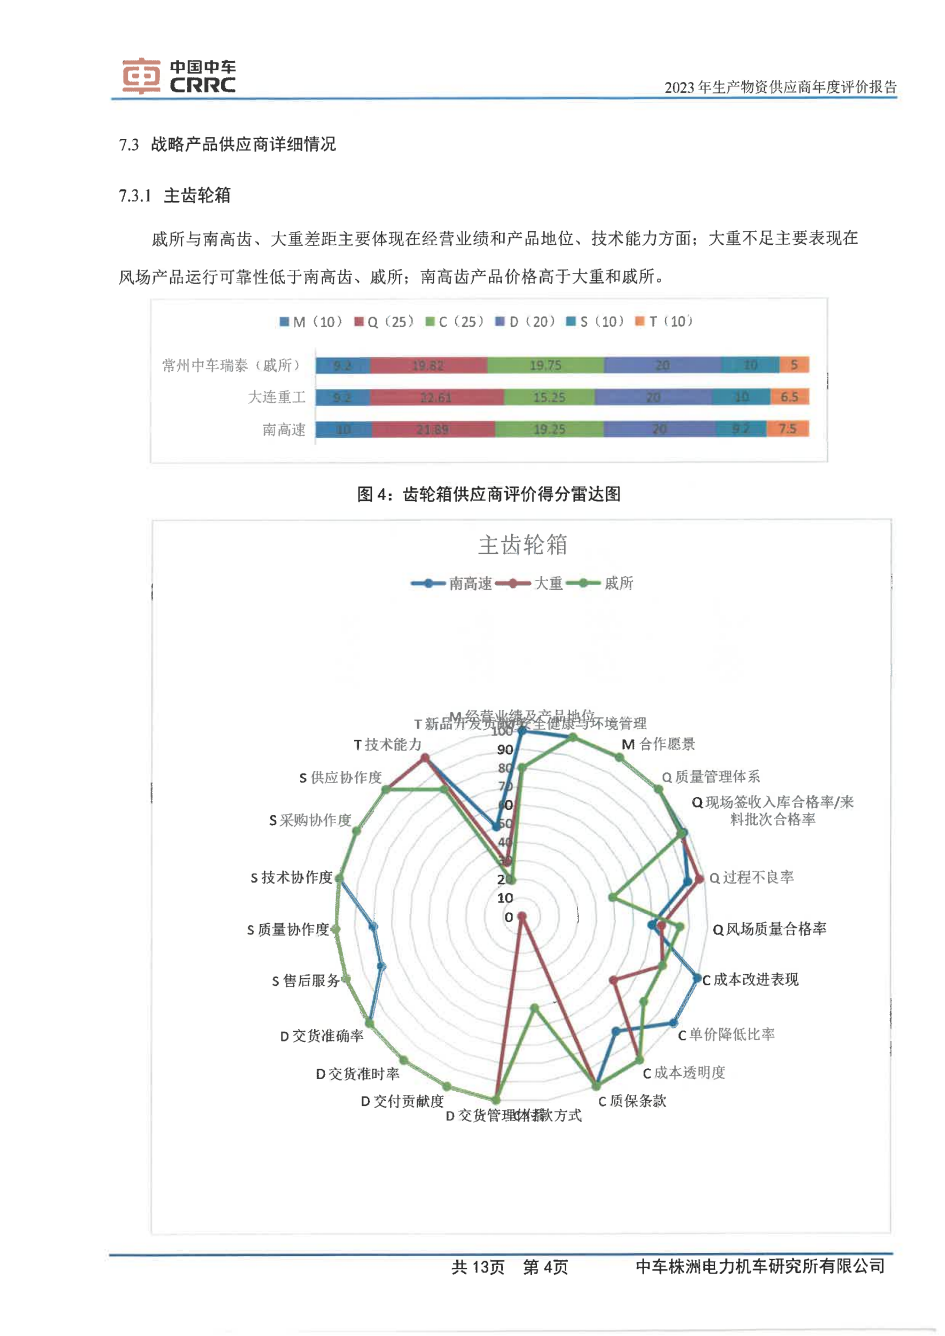 中国中车
CRRC
2023年生产物资供应商年度评价报告
7.3 战略产品供应商详细情况
7.3.1 主齿轮箱
戚所与南高齿、大重差距主要体现在经营业绩和产品地位、技术能力方面；大重不足主要表现在
风场产品运行可靠性低于南高齿、戚所；南高齿产品价格高于大重和戚所。
M（10） Q（25） C（25） D（20） S（10） T（10）
常州中车瑞泰（戚所） 9.2 19.82 19.75 20 10 5
大连重工 9.2 22.61 15.25 20 10 6.5
南高速 10 21.89 19.25 20 9.2 7.5
图 4：齿轮箱供应商评价得分雷达图
主齿轮箱
南高速 大重 戚所
M 经营业绩及产品地位
T 新品开发贡献
安全健康与环境管理
T 技术能力
M 合作愿景
S 供应协作度
Q 质量管理体系
S 采购协作度
Q 现场签收入库合格率/来
料批次合格率
S 技术协作度
Q 过程不良率
S 质量协作度
Q 风场质量合格率
S 售后服务
C 成本改进表现
D 交货准确率
C 单价降低比率
D 交货准时率
C 成本透明度
D 交付贡献度
C 质保条款
D 交货管理体系
付款方式
100
90
80
70
60
50
40
30
20
10
0
共 13页 第 4页
中车株洲电力机车研究所有限公司